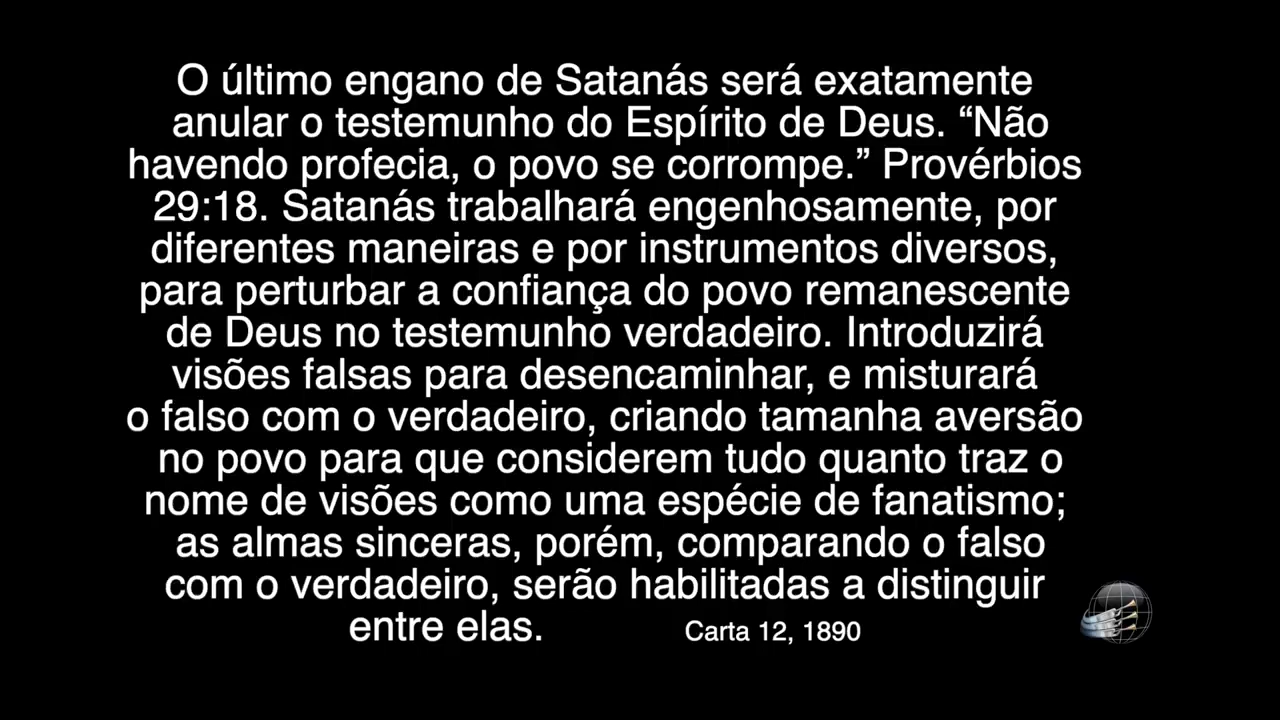 O último engano de Satanás será exatamente
anular o testemunho do Espírito de Deus. “Não
havendo profecia, o povo se corrompe.” Provérbios
29:18. Satanás trabalhará engenhosamente, por
diferentes maneiras e por instrumentos diversos,
para perturbar a confiança do povo remanescente
de Deus no testemunho verdadeiro. Introduzirá
visões falsas para desencaminhar, e misturará
o falso com o verdadeiro, criando tamanha aversão
no povo para que considerem tudo quanto traz o
nome de visões como uma espécie de fanatismo;
as almas sinceras, porém, comparando o falso
com o verdadeiro, serão habilitadas a distinguir
entre elas. Carta 12, 1890